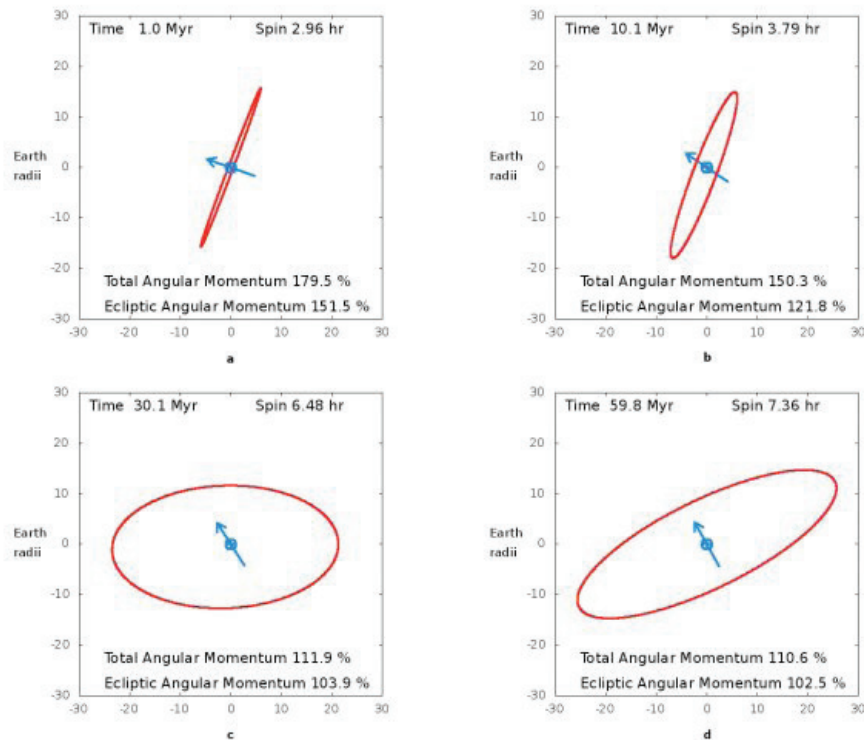 Time 1.0 Myr Spin 2.96 hr
30
20
10
0
-10
-20
-30
Earth
radii
Total Angular Momentum 179.5 %
Ecliptic Angular Momentum 151.5 %
-30 -20 -10 0 10 20 30
a
Time 10.1 Myr Spin 3.79 hr
30
20
10
0
-10
-20
-30
Earth
radii
Total Angular Momentum 150.3 %
Ecliptic Angular Momentum 121.8 %
-30 -20 -10 0 10 20 30
b
Time 30.1 Myr Spin 6.48 hr
30
20
10
0
-10
-20
-30
Earth
radii
Total Angular Momentum 111.9 %
Ecliptic Angular Momentum 103.9 %
-30 -20 -10 0 10 20 30
c
Time 59.8 Myr Spin 7.36 hr
30
20
10
0
-10
-20
-30
Earth
radii
Total Angular Momentum 110.6 %
Ecliptic Angular Momentum 102.5 %
-30 -20 -10 0 10 20 30
d